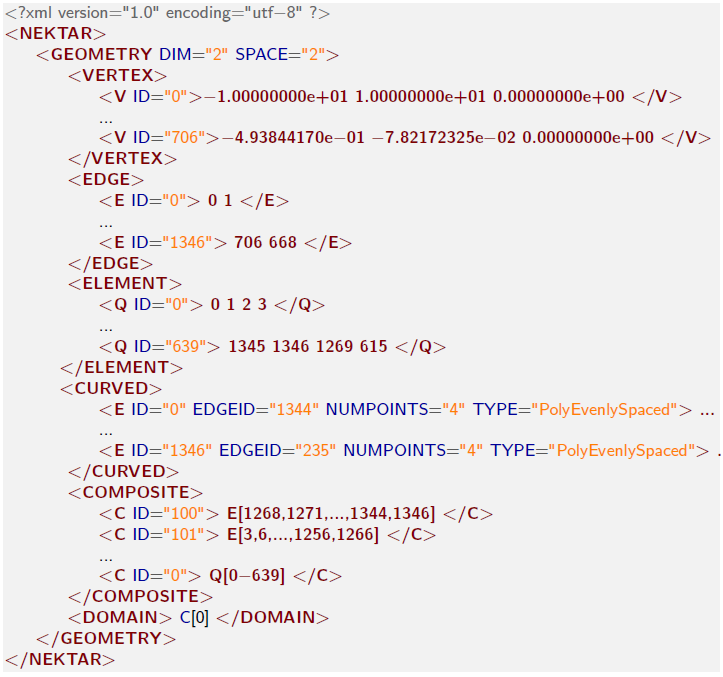 <?xml version="1.0" encoding="utf−8" ?>
<NEKTAR>
<GEOMETRY DIM="2" SPACE="2">
<VERTEX>
<V ID="0">−1.00000000e+01 1.00000000e+01 0.00000000e+00 </V>
...
<V ID="706">−4.93844170e−01 −7.82172325e−02 0.00000000e+00 </V>
</VERTEX>
<EDGE>
<E ID="0"> 0 1 </E>
...
<E ID="1346"> 706 668 </E>
</EDGE>
<ELEMENT>
<Q ID="0"> 0 1 2 3 </Q>
...
<Q ID="639"> 1345 1346 1269 615 </Q>
</ELEMENT>
<CURVED>
<E ID="0" EDGEID="1344" NUMPOINTS="4" TYPE="PolyEvenlySpaced"> ...
...
<E ID="1346" EDGEID="235" NUMPOINTS="4" TYPE="PolyEvenlySpaced"> .
</CURVED>
<COMPOSITE>
<C ID="100"> E[1268,1271,...,1344,1346] </C>
<C ID="101"> E[3,6,...,1256,1266] </C>
...
<C ID="0"> Q[0−639] </C>
</COMPOSITE>
<DOMAIN> C[0] </DOMAIN>
</GEOMETRY>
</NEKTAR>